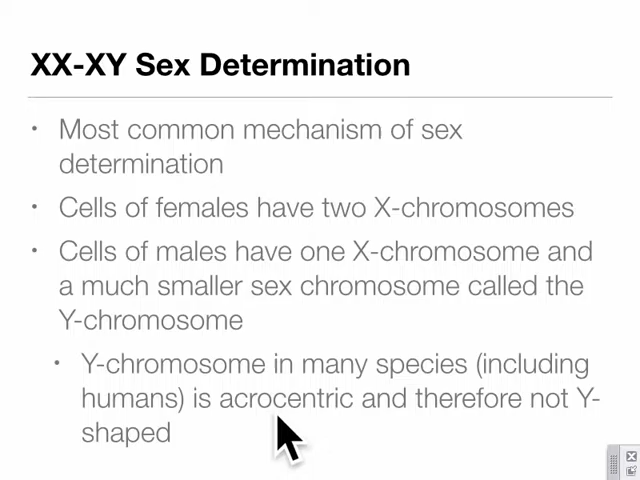 XX-XY Sex Determination
• Most common mechanism of sex
determination
• Cells of females have two X-chromosomes
• Cells of males have one X-chromosome and
a much smaller sex chromosome called the
Y-chromosome
• Y-chromosome in many species (including
humans) is acrocentric and therefore not Y-
shaped